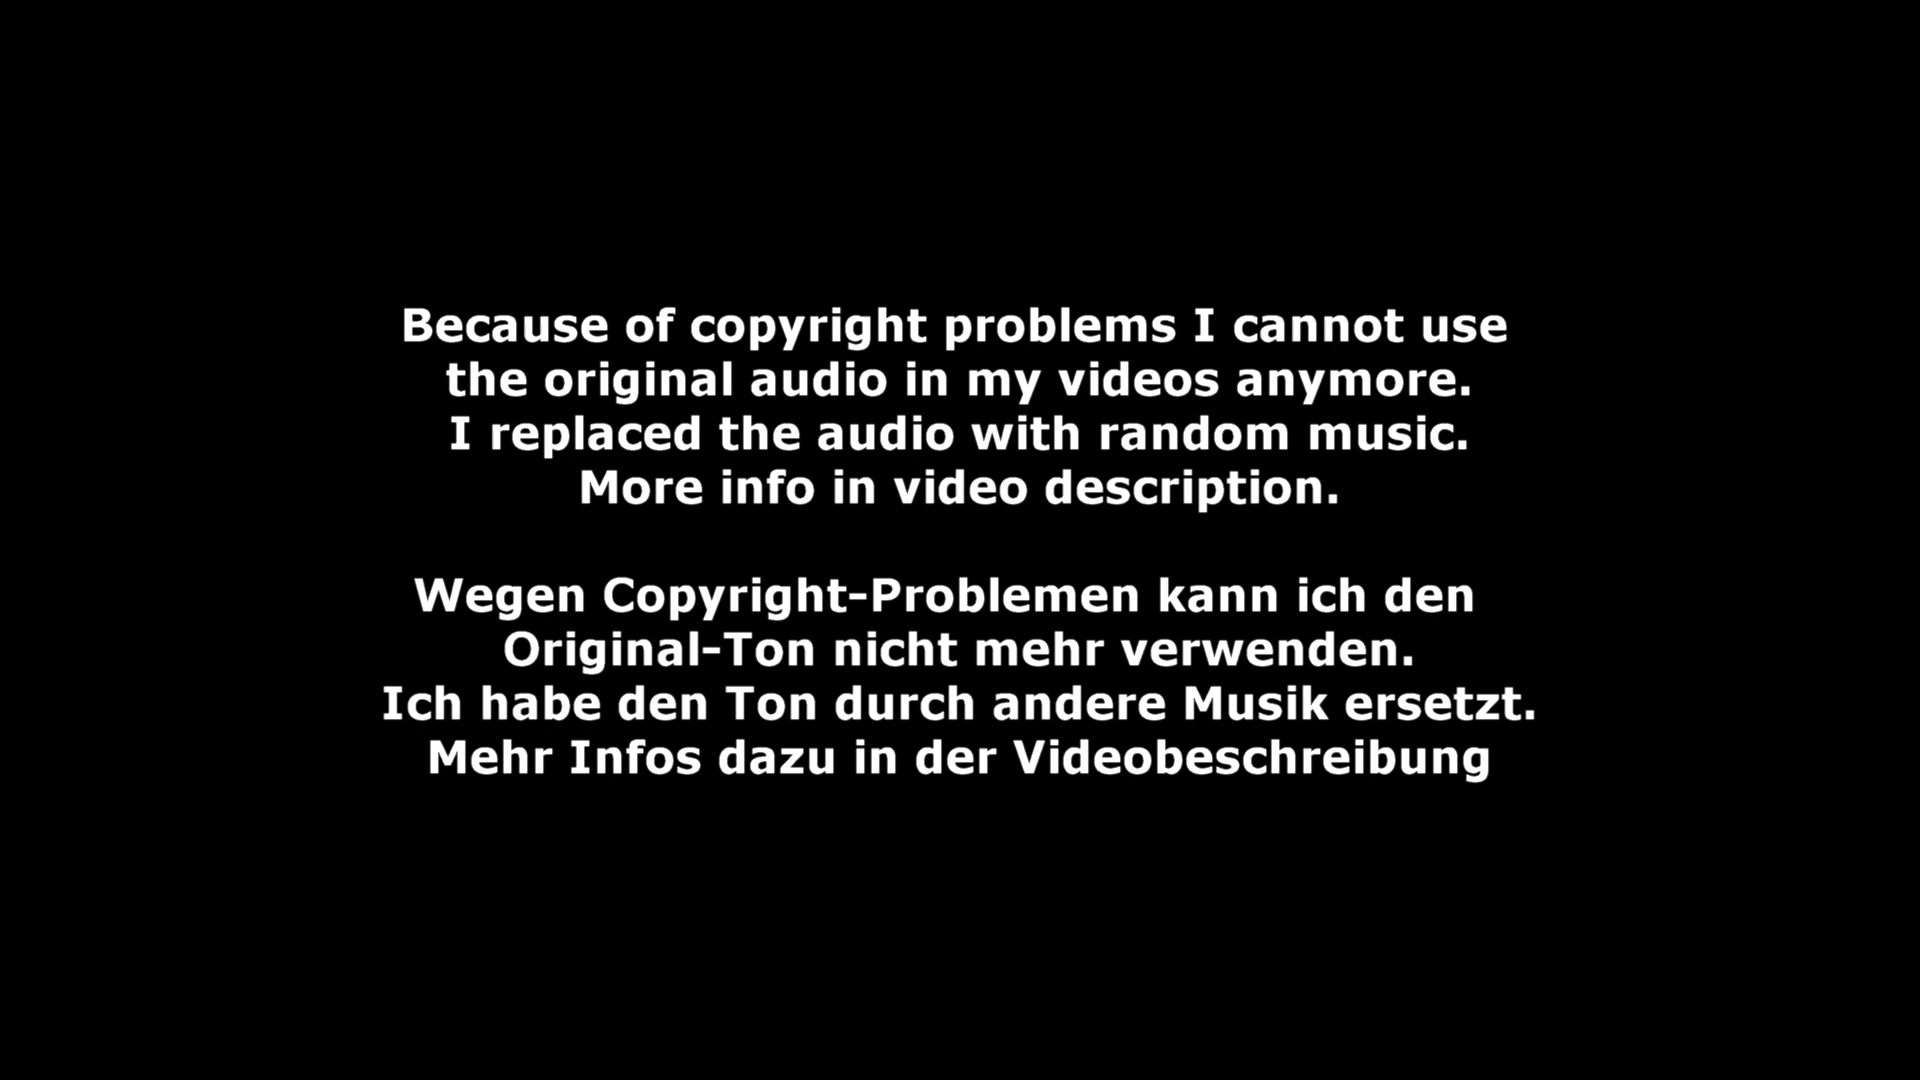 Because of copyright problems I cannot use
the original audio in my videos anymore.
I replaced the audio with random music.
More info in video description.
Wegen Copyright-Problemen kann ich den
Original-Ton nicht mehr verwenden.
Ich habe den Ton durch andere Musik ersetzt.
Mehr Infos dazu in der Videobeschreibung